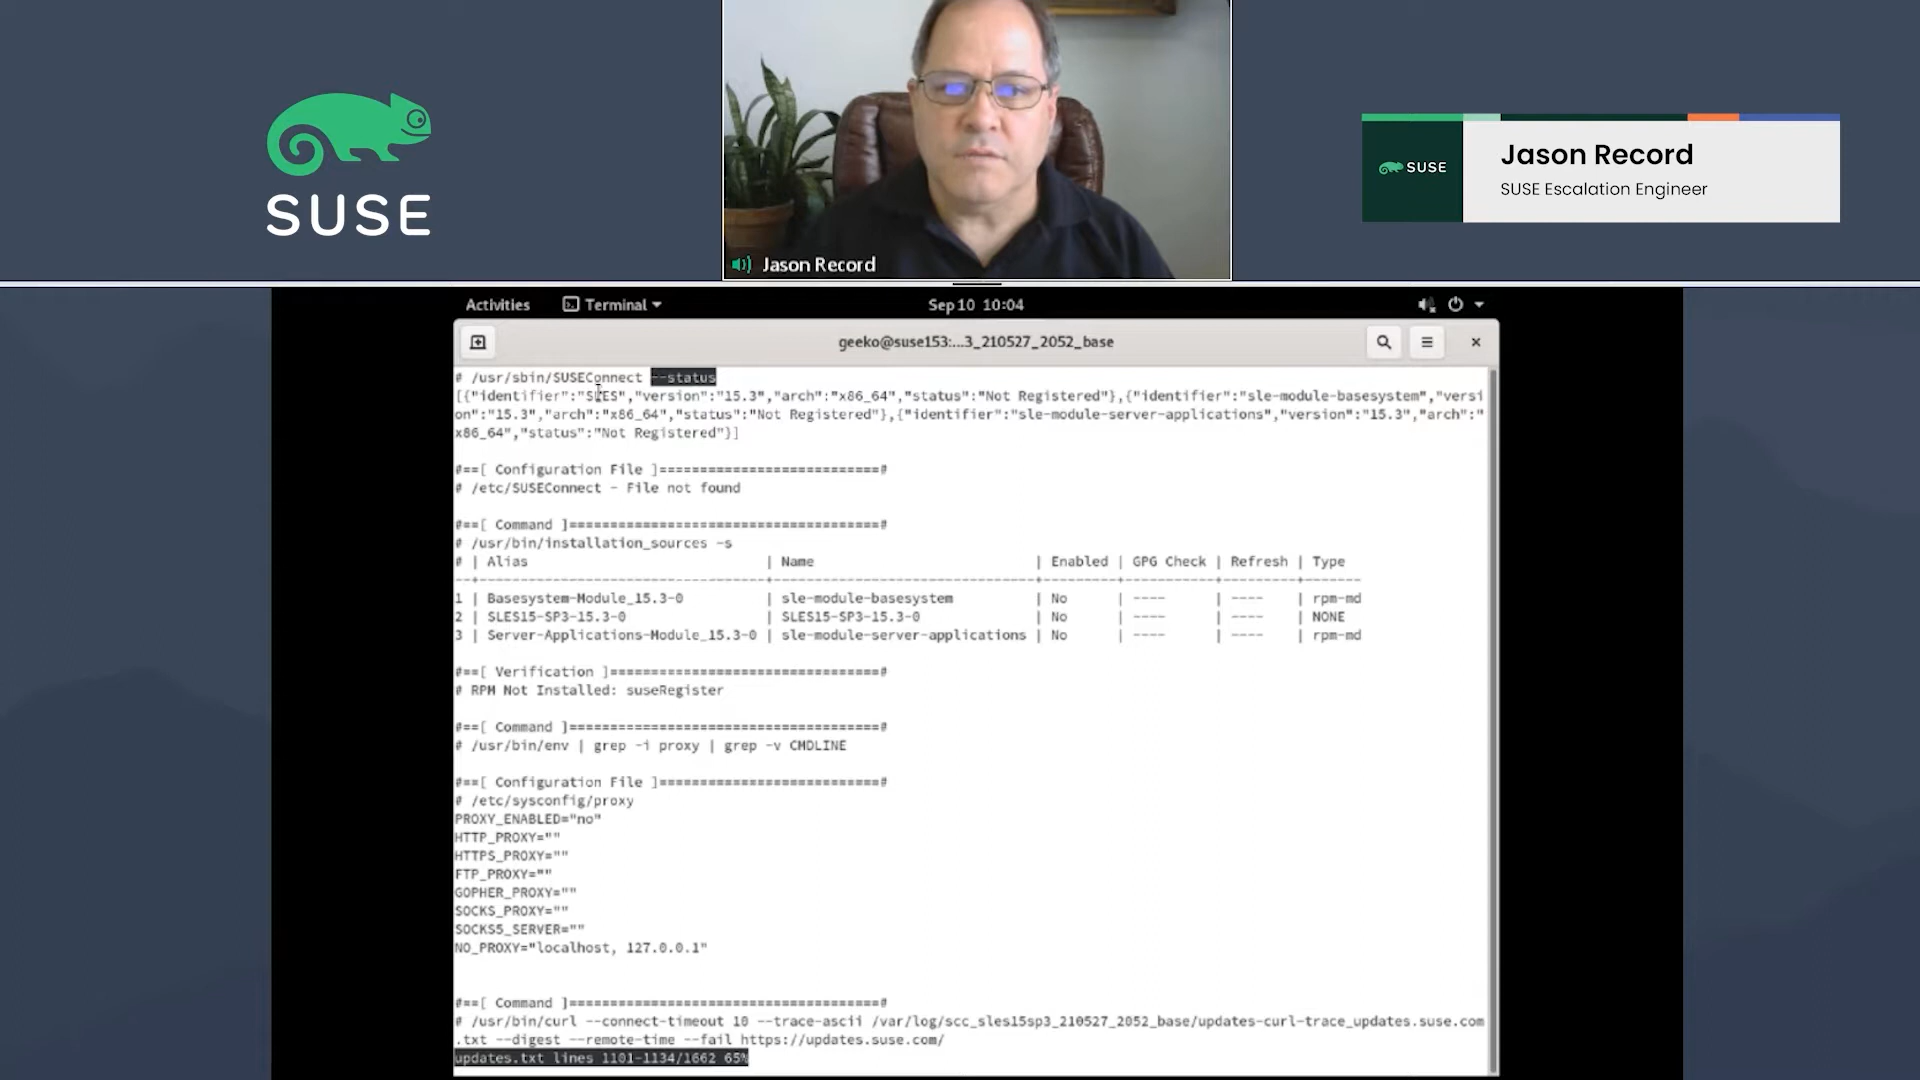 SUSE
Jason Record
SUSE
Jason Record
SUSE Escalation Engineer
Activities
Terminal
Sep 10 10:04
geeko@suse153:...3_210527_2052_base
# /usr/sbin/SUSEConnect --status
[{"identifier":"SLES","version":"15.3","arch":"x86_64","status":"Not Registered"},{"identifier":"sle-module-basesystem","versi
on":"15.3","arch":"x86_64","status":"Not Registered"},{"identifier":"sle-module-server-applications","version":"15.3","arch":"
x86_64","status":"Not Registered"}]
#==[ Configuration File ]===========================#
# /etc/SUSEConnect - File not found
#==[ Command ]======================================#
# /usr/bin/installation_sources -s
# | Alias | Name | Enabled | GPG Check | Refresh | Type
--+------------------------------------+-----------------------------------+---------+-----------+---------+-------
1 | Basesystem-Module_15.3-0 | sle-module-basesystem | No | ---- | ---- | rpm-md
2 | SLES15-SP3-15.3-0 | SLES15-SP3-15.3-0 | No | ---- | ---- | NONE
3 | Server-Applications-Module_15.3-0 | sle-module-server-applications | No | ---- | ---- | rpm-md
#==[ Verification ]=================================#
# RPM Not Installed: suseRegister
#==[ Command ]======================================#
# /usr/bin/env | grep -i proxy | grep -v CMDLINE
#==[ Configuration File ]===========================#
# /etc/sysconfig/proxy
PROXY_ENABLED="no"
HTTP_PROXY=""
HTTPS_PROXY=""
FTP_PROXY=""
GOPHER_PROXY=""
SOCKS_PROXY=""
SOCKS5_SERVER=""
NO_PROXY="localhost, 127.0.0.1"
#==[ Command ]======================================#
# /usr/bin/curl --connect-timeout 10 --trace-ascii /var/log/scc_sles15sp3_210527_2052_base/updates-curl-trace_updates.suse.com
.txt --digest --remote-time --fail https://updates.suse.com/
updates.txt lines 1101-1134/1662 65%